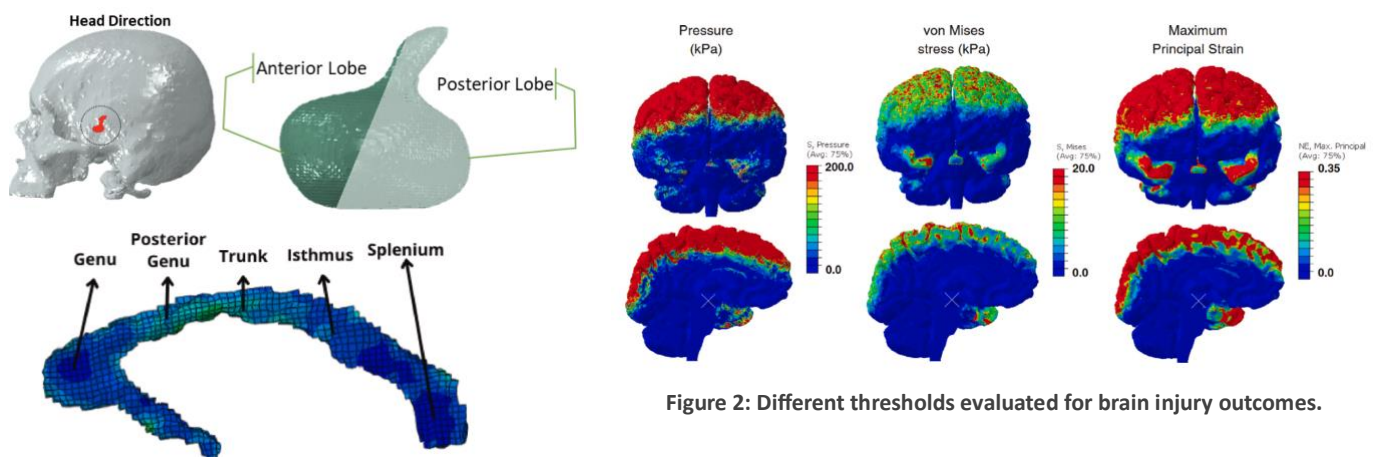 Head Direction
Anterior Lobe
Posterior Lobe
Genu
Posterior
Genu
Trunk
Isthmus
Splenium
Pressure
(kPa)
S, Pressure
(Avg: 75%)
200.0
0.0
von Mises
stress (kPa)
S, Mises
(Avg: 75%)
20.0
0.0
Maximum
Principal Strain
NE, Max. Principal
(Avg: 75%)
0.35
0.0
Figure 2: Different thresholds evaluated for brain injury outcomes.